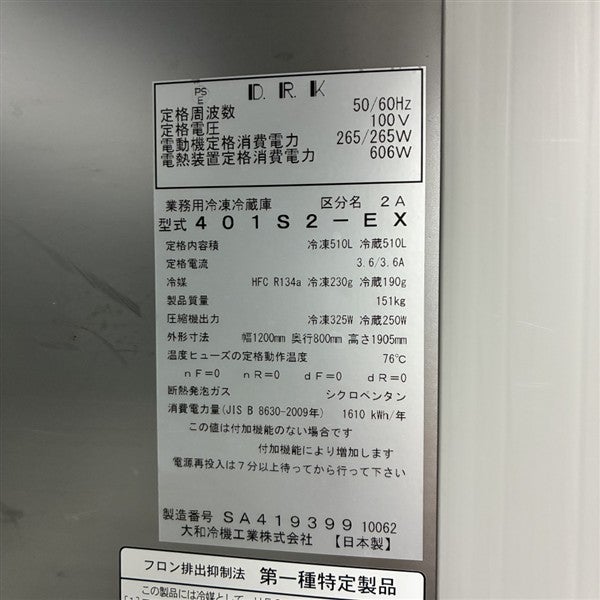 PS
E
D.R.K
定格周波数 50/60Hz
定格電圧 100V
電動機定格消費電力 265/265W
電熱装置定格消費電力 606W
業務用冷凍冷蔵庫 区分名 2A
型式 401S2-EX
定格内容積 冷凍510L 冷蔵510L
定格電流 3.6/3.6A
冷媒 HFC R134a 冷凍230g 冷蔵190g
製品質量 151kg
圧縮機出力 冷凍325W 冷蔵250W
外形寸法 幅1200mm 奥行800mm 高さ1905mm
温度ヒューズの定格動作温度 76℃
nF=0 nR=0 dF=0 dR=0
断熱発泡ガス シクロペンタン
消費電力量(JIS B 8630-2009年) 1610 kWh/年
この値は付加機能のない場合です
付加機能により増加します
電源再投入は7分以上待ってから行って下さい
製造番号 SA419399 10062
大和冷機工業株式会社 【日本製】
フロン排出抑制法 第一種特定製品
この製品には冷媒として、HFC